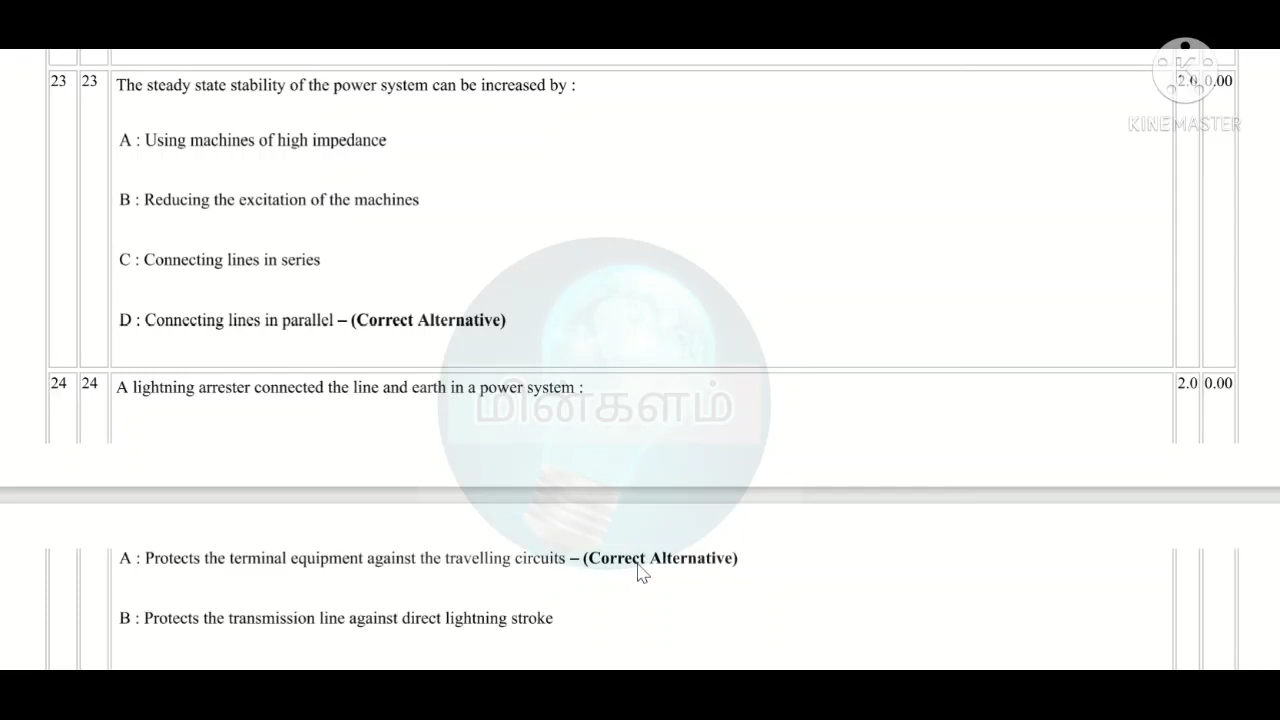 23 23 The steady state stability of the power system can be increased by : 2.0 0.00
KINEMASTER
A : Using machines of high impedance
B : Reducing the excitation of the machines
C : Connecting lines in series
D : Connecting lines in parallel – (Correct Alternative)
24 24 A lightning arrester connected the line and earth in a power system : 2.0 0.00
மின்களம்
A : Protects the terminal equipment against the travelling circuits – (Correct Alternative)
B : Protects the transmission line against direct lightning stroke